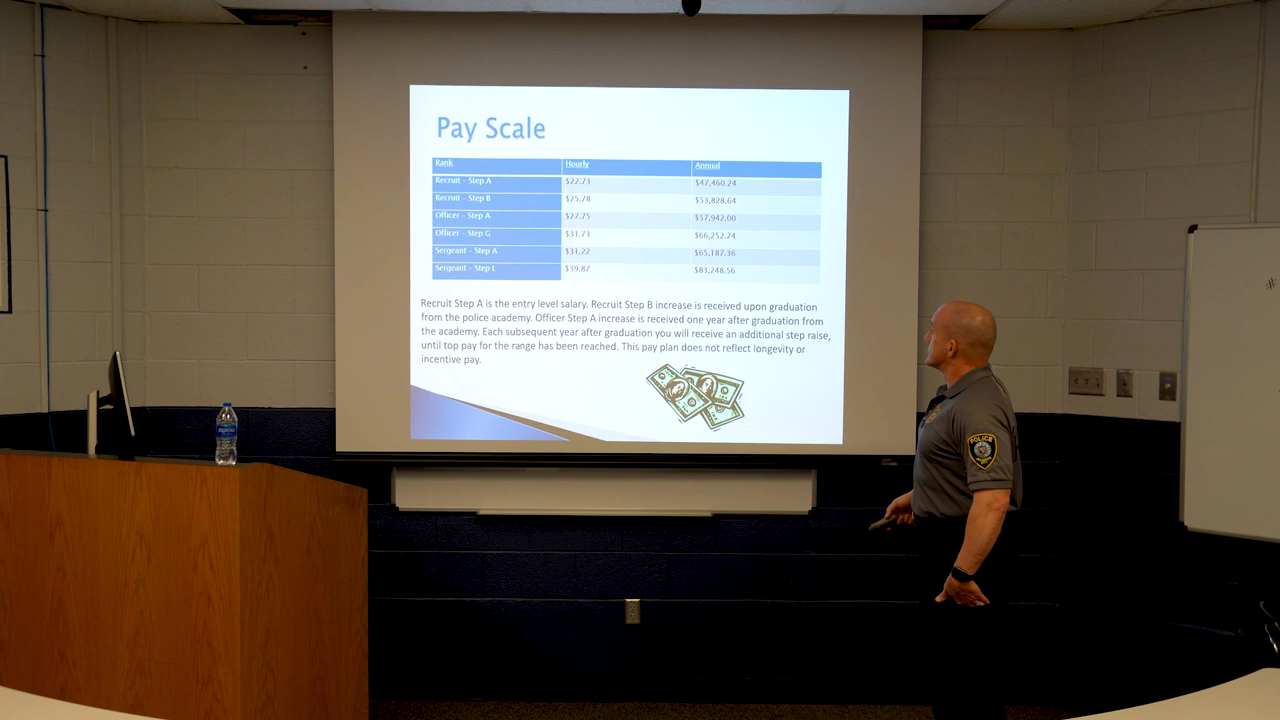 Pay Scale
Rank Hourly Annual
Recruit - Step A $22.73 $47,460.24
Recruit - Step B $25.78 $53,828.64
Officer - Step A $27.75 $57,942.00
Officer - Step G $31.73 $66,252.24
Sergeant - Step A $31.22 $65,187.36
Sergeant - Step L $39.87 $83,248.56
Recruit Step A is the entry level salary. Recruit Step B increase is received upon graduation
from the police academy. Officer Step A increase is received one year after graduation from
the academy. Each subsequent year after graduation you will receive an additional step raise,
until top pay for the range has been reached. This pay plan does not reflect longevity or
incentive pay.
POLICE